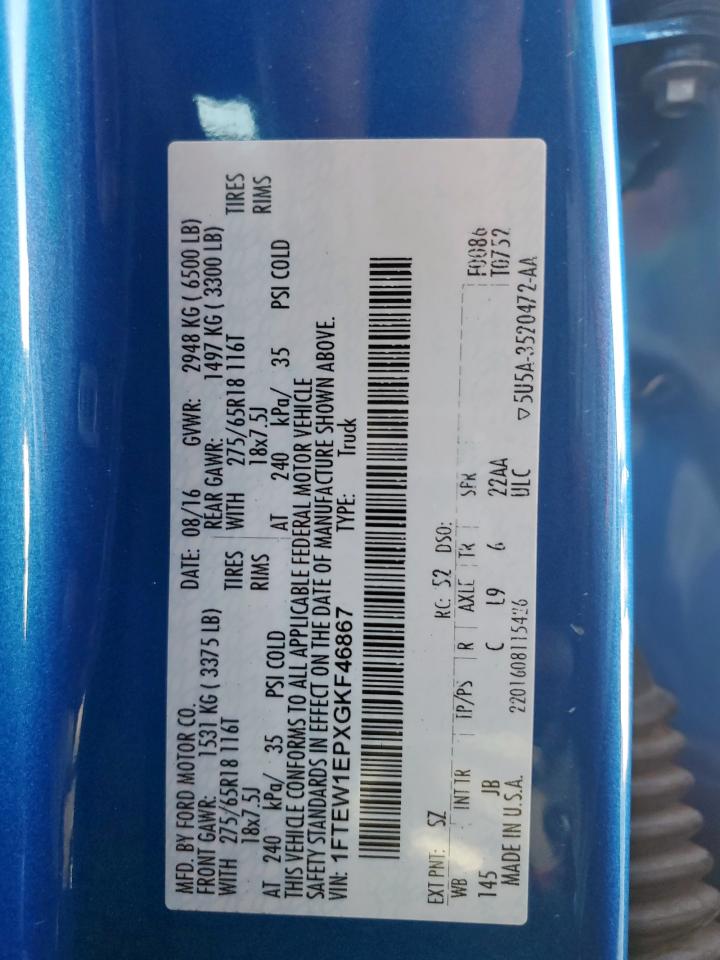 MFD. BY FORD MOTOR CO.
DATE: 08/16 GVWR: 2948 KG ( 6500 LB)
FRONT GAWR: 1531 KG ( 3375 LB)
REAR GAWR: 1497 KG ( 3300 LB)
WITH 275/65R18 116T TIRES
WITH 275/65R18 116T TIRES
18x7.5J RIMS
18x7.5J RIMS
AT 240 kPa/ 35 PSI COLD
AT 240 kPa/ 35 PSI COLD
THIS VEHICLE CONFORMS TO ALL APPLICABLE FEDERAL MOTOR VEHICLE
SAFETY STANDARDS IN EFFECT ON THE DATE OF MANUFACTURE SHOWN ABOVE.
VIN: 1FTEW1EPXGKF46867 TYPE: Truck
F0086
T0752
EXT PNT: SZ RC: 52 DSO:
WB INT TR TP/PS R AXLE TR SPR
145 JB C L9 6 22AA
ULC
MADE IN U.S.A. 2201608115426
▽5U5A-3520472-AA